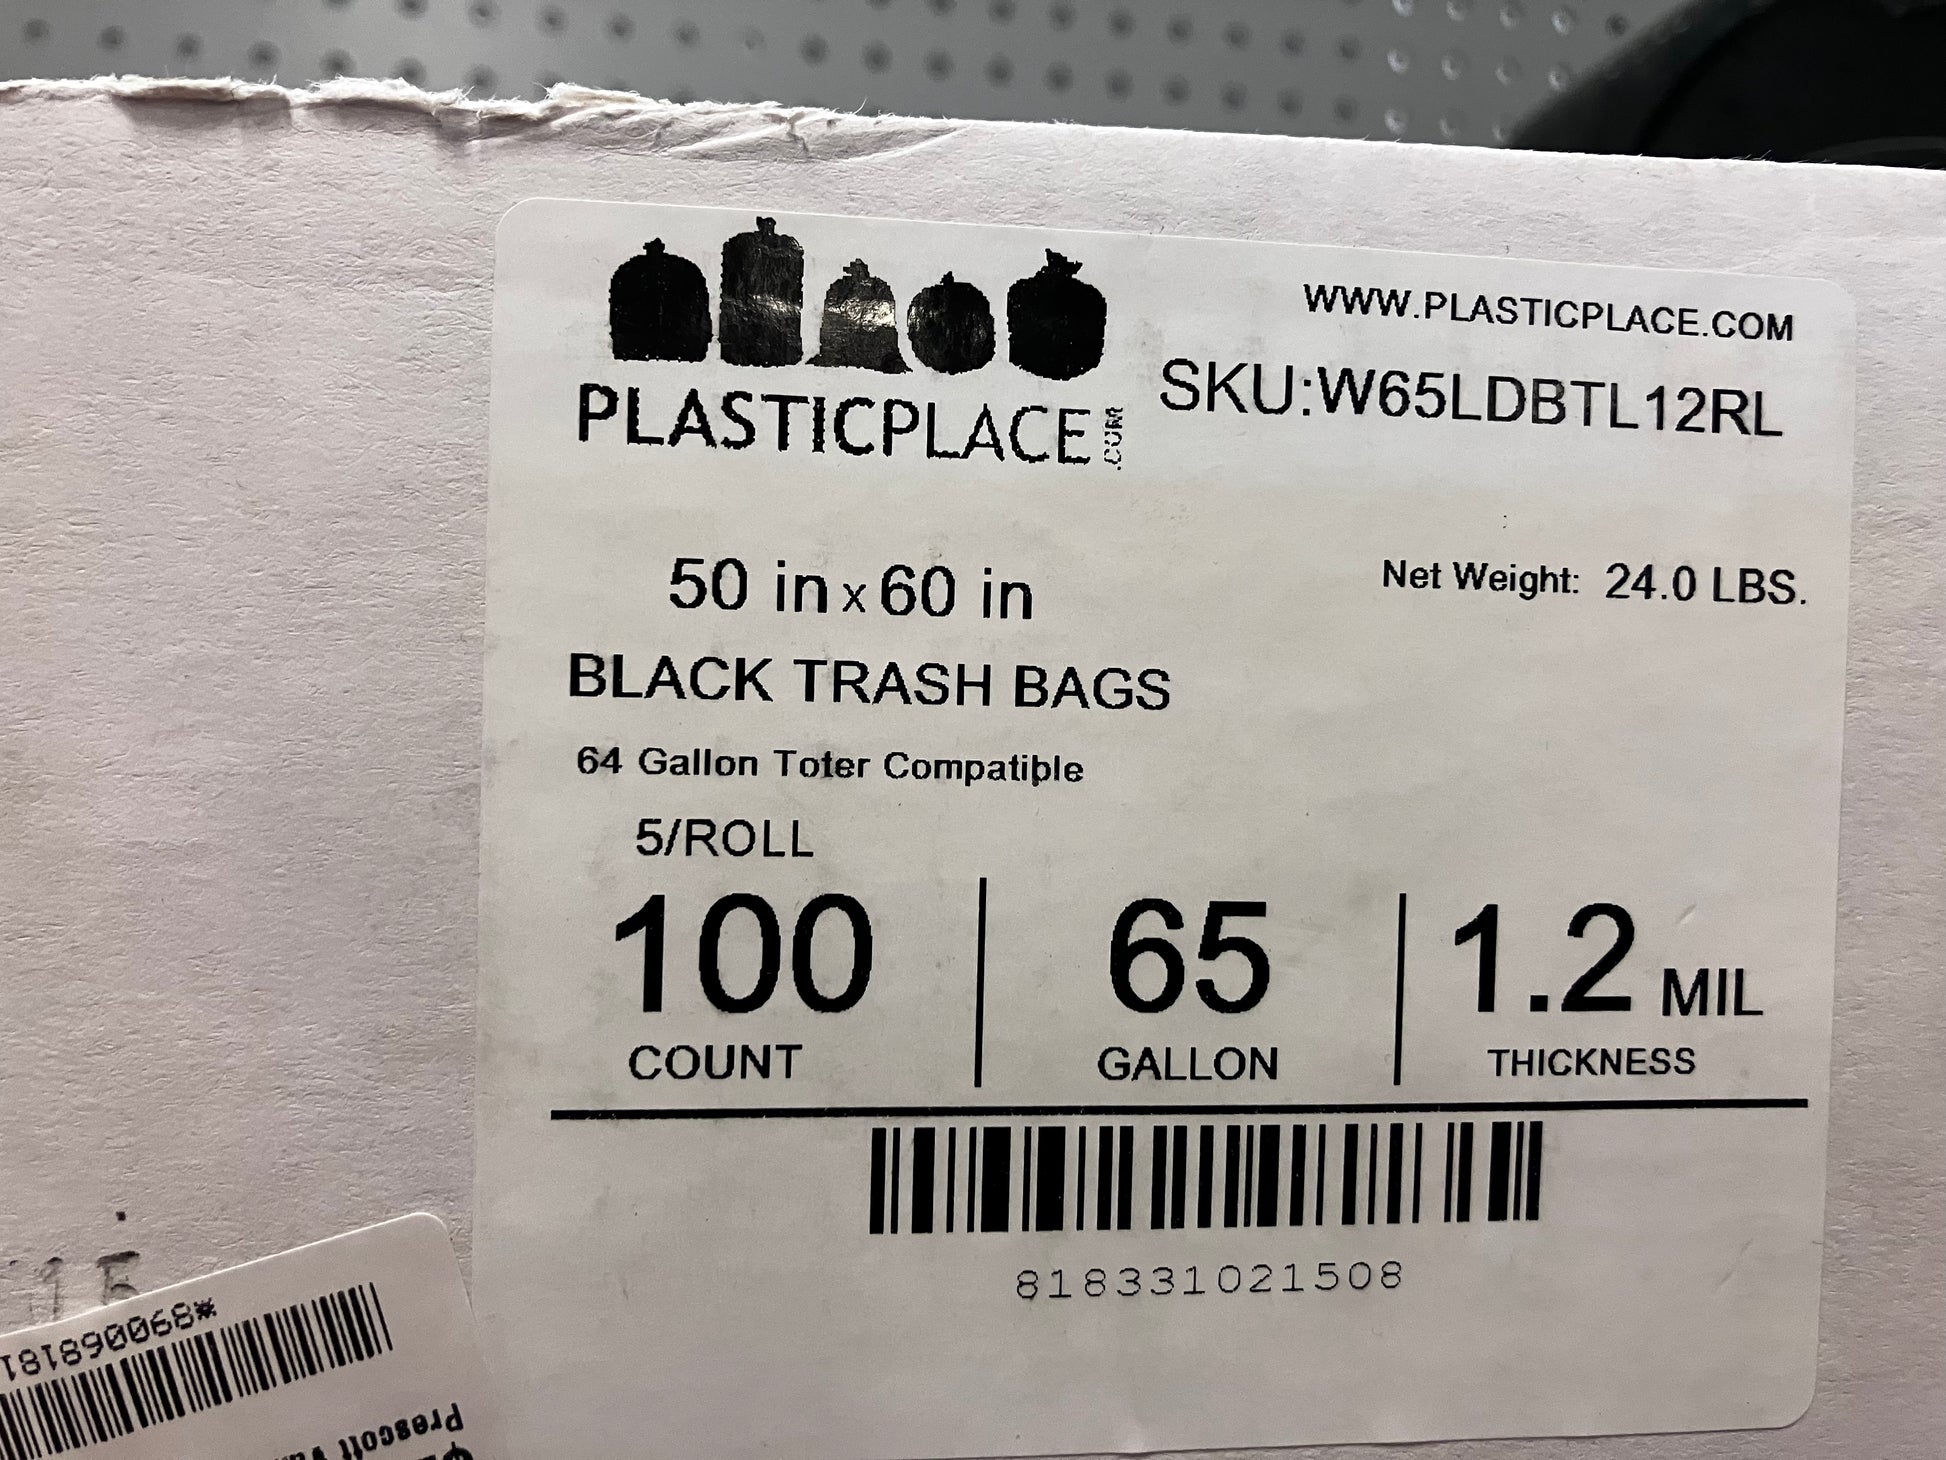 PLASTICPLACE.COM
WWW.PLASTICPLACE.COM
SKU:W65LDBTL12RL
50 in x 60 in
Net Weight: 24.0 LBS.
BLACK TRASH BAGS
64 Gallon Toter Compatible
5/ROLL
100
COUNT
65
GALLON
1.2 MIL
THICKNESS
818331021508
Prescott